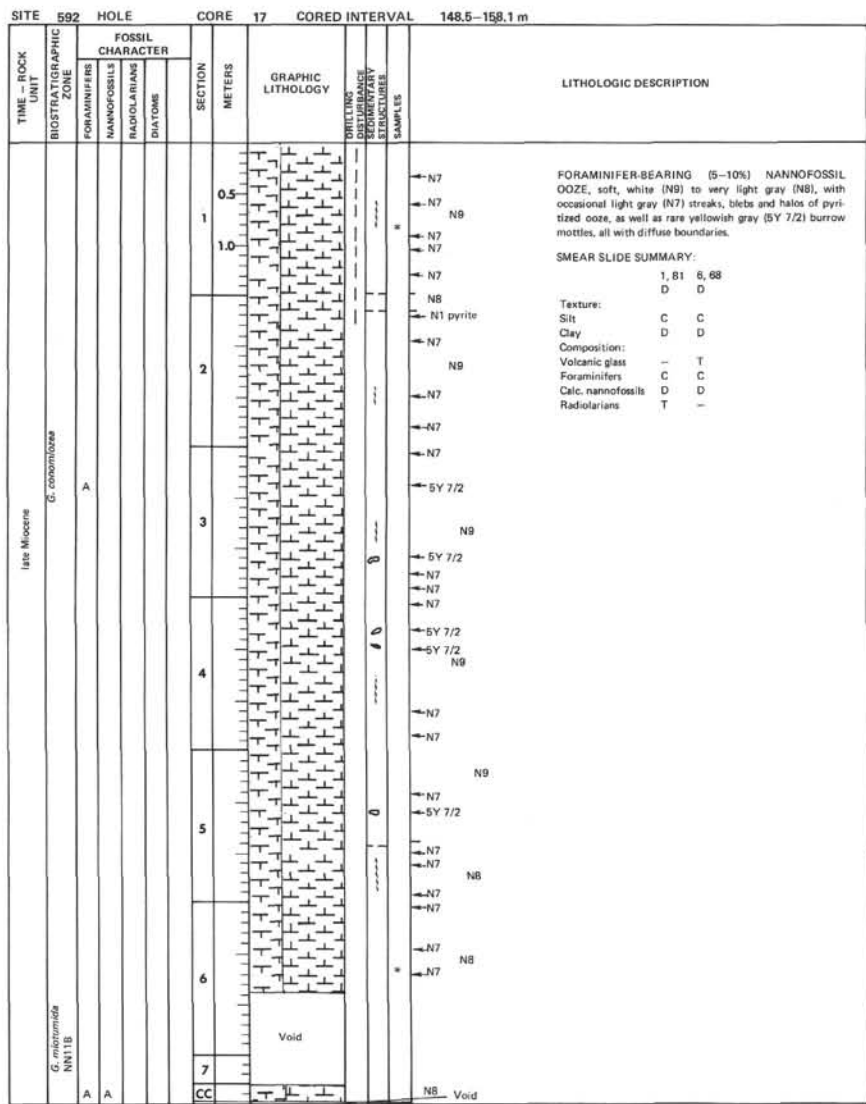 SITE 592 HOLE CORE 17 CORED INTERVAL 148.5–158.1 m
TIME – ROCK UNIT
BIOSTRATIGRAPHIC ZONE
FOSSIL CHARACTER
FORAMINIFERS
NANNOFOSSILS
RADIOLARIANS
DIATOMS
SECTION
METERS
GRAPHIC LITHOLOGY
DRILLING DISTURBANCE
SEDIMENTARY STRUCTURES
SAMPLES
LITHOLOGIC DESCRIPTION
late Miocene
G. conomiozea
G. miotumida
NN11B
A
A A
1
0.5
1.0
2
3
4
5
6
7
CC
Void
*
*
N7
N7
N9
N7
N7
N7
N8
N1 pyrite
N7
N9
N7
N7
N7
5Y 7/2
N9
5Y 7/2
N7
N7
N7
5Y 7/2
5Y 7/2
N9
N7
N7
N9
N7
5Y 7/2
N7
N7
N8
N7
N7
N7
N8
N7
N8 Void
FORAMINIFER-BEARING (5–10%) NANNOFOSSIL
OOZE, soft, white (N9) to very light gray (N8), with
occasional light gray (N7) streaks, blebs and halos of pyri-
tized ooze, as well as rare yellowish gray (5Y 7/2) burrow
mottles, all with diffuse boundaries.
SMEAR SLIDE SUMMARY:
1, 81 6, 68
D D
Texture:
Silt C C
Clay D D
Composition:
Volcanic glass – T
Foraminifers C C
Calc. nannofossils D D
Radiolarians T –